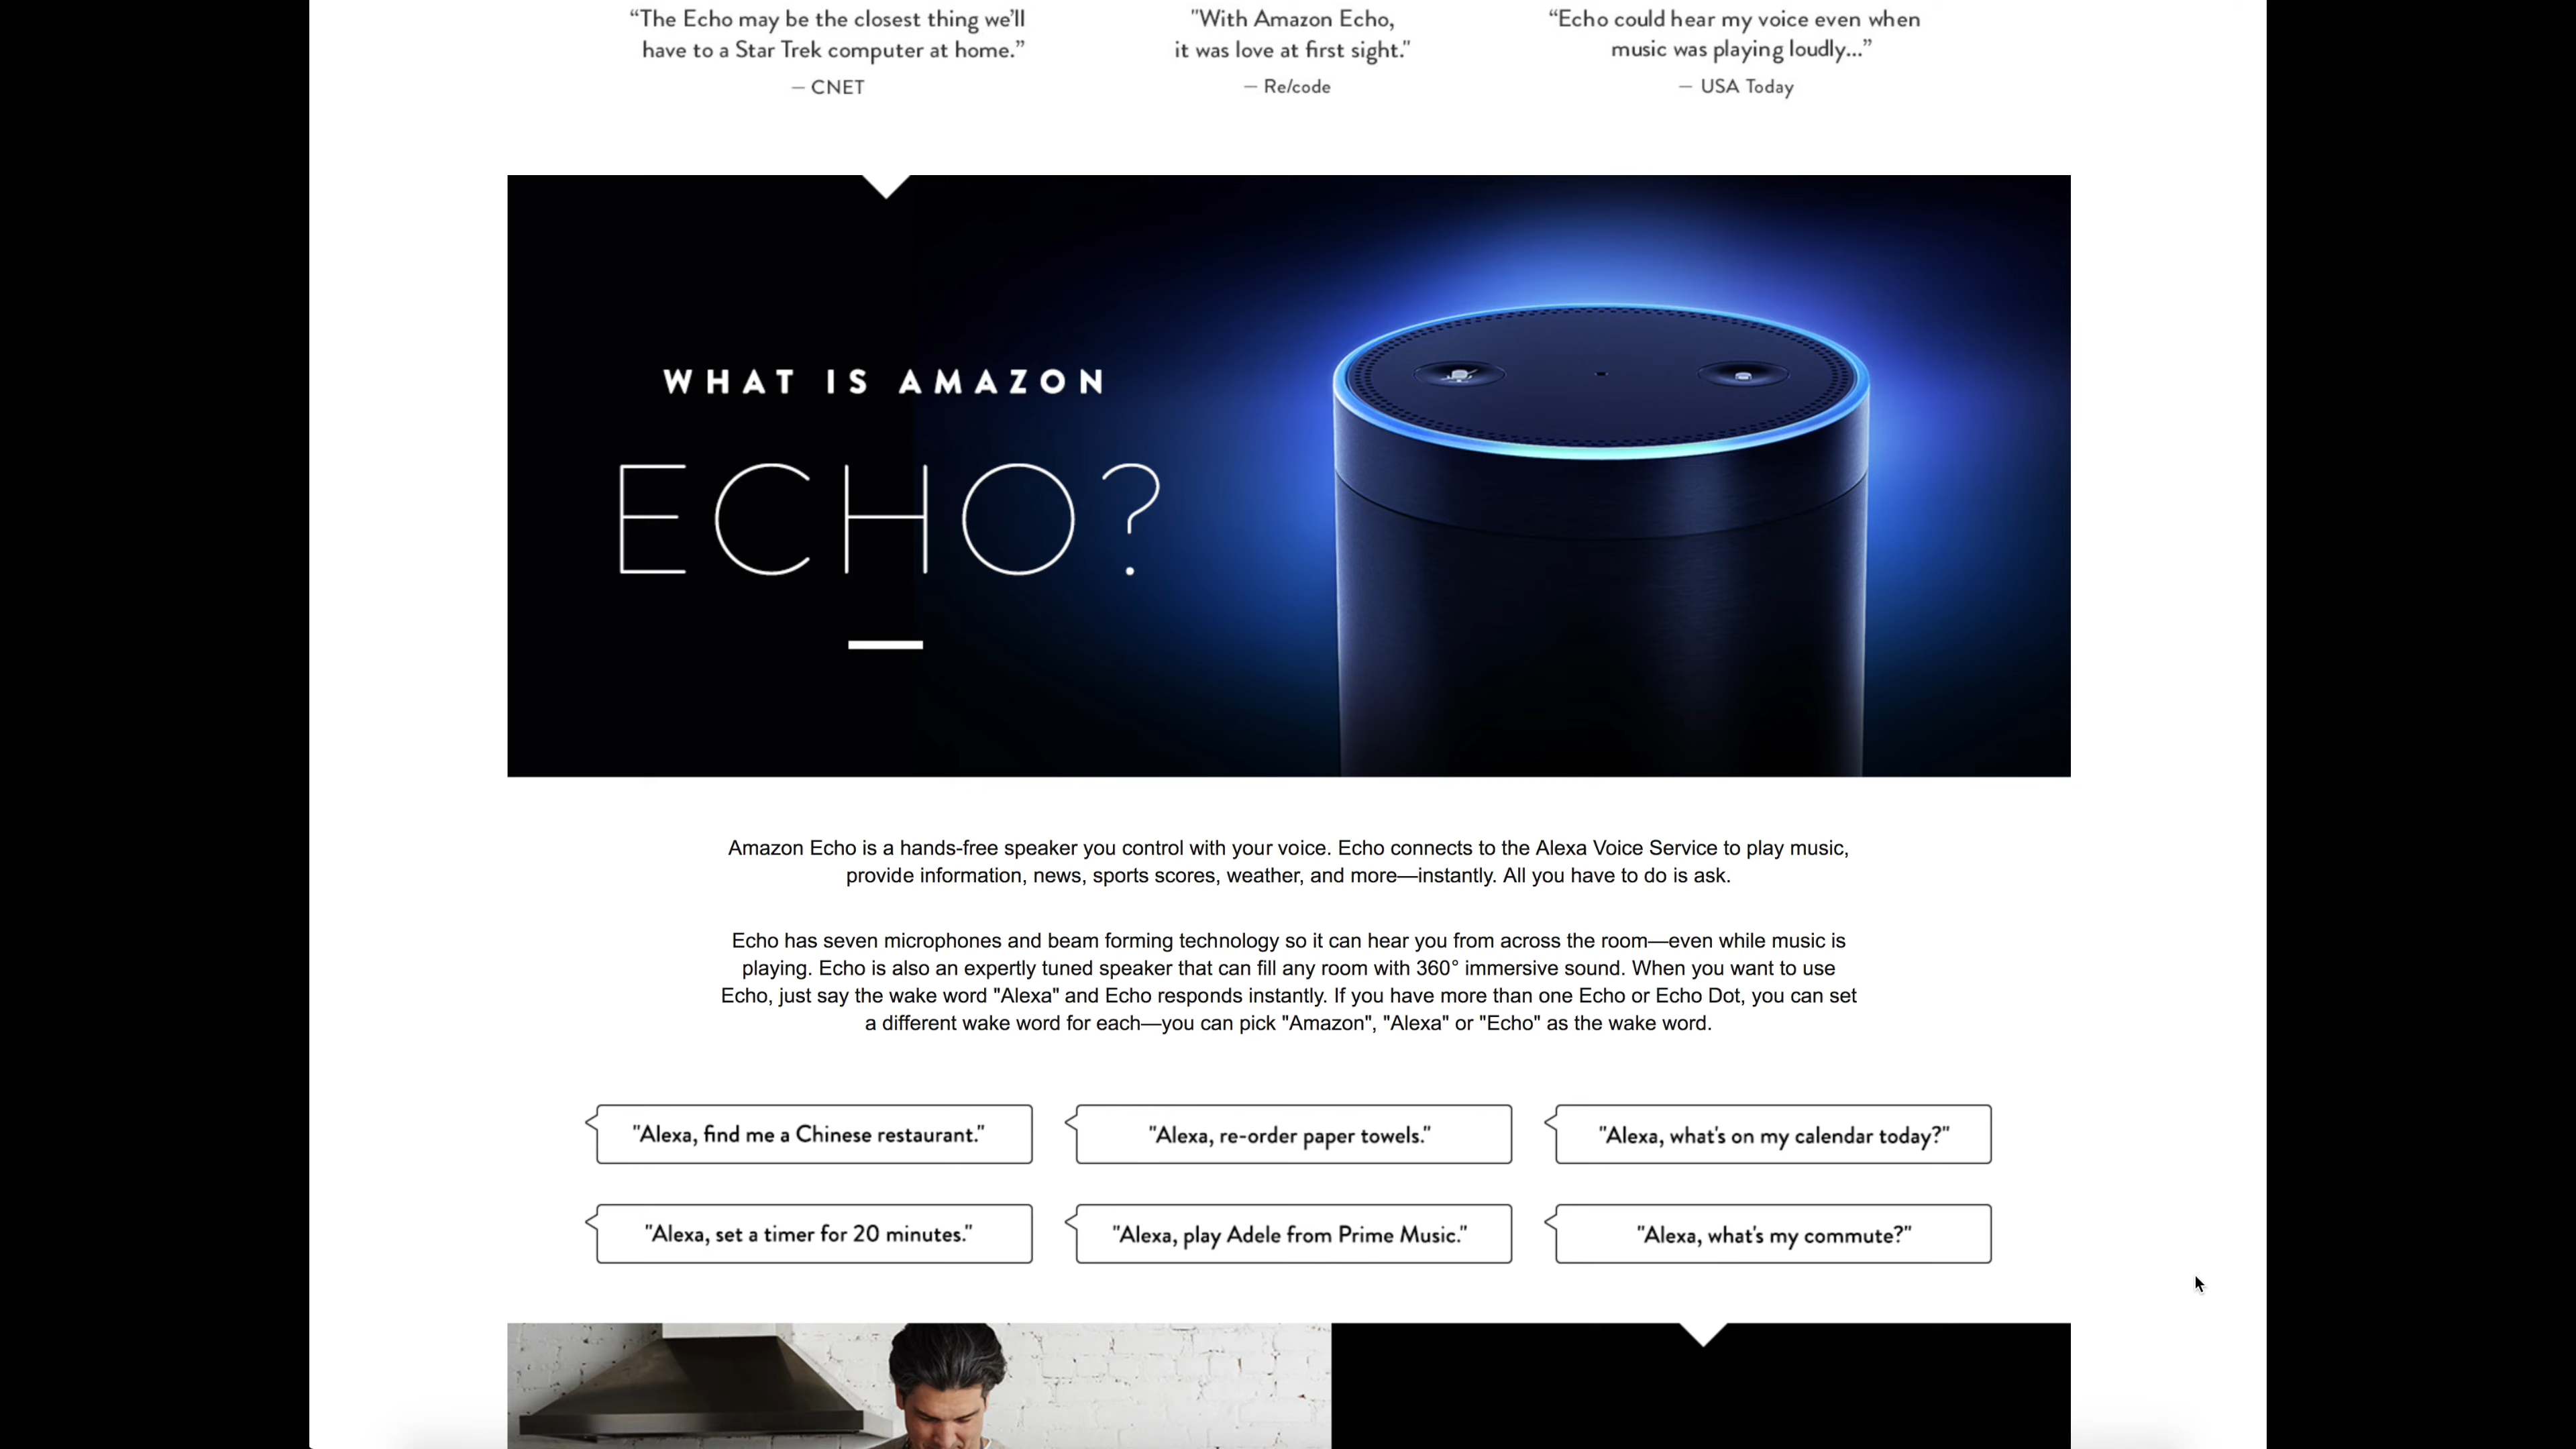 “The Echo may be the closest thing we’ll
have to a Star Trek computer at home.”
– CNET
"With Amazon Echo,
it was love at first sight."
– Re/code
“Echo could hear my voice even when
music was playing loudly...”
– USA Today
WHAT IS AMAZON
ECHO?
Amazon Echo is a hands-free speaker you control with your voice. Echo connects to the Alexa Voice Service to play music,
provide information, news, sports scores, weather, and more—instantly. All you have to do is ask.
Echo has seven microphones and beam forming technology so it can hear you from across the room—even while music is
playing. Echo is also an expertly tuned speaker that can fill any room with 360° immersive sound. When you want to use
Echo, just say the wake word "Alexa" and Echo responds instantly. If you have more than one Echo or Echo Dot, you can set
a different wake word for each—you can pick "Amazon", "Alexa" or "Echo" as the wake word.
"Alexa, find me a Chinese restaurant."
"Alexa, re-order paper towels."
"Alexa, what's on my calendar today?"
"Alexa, set a timer for 20 minutes."
"Alexa, play Adele from Prime Music."
"Alexa, what's my commute?"